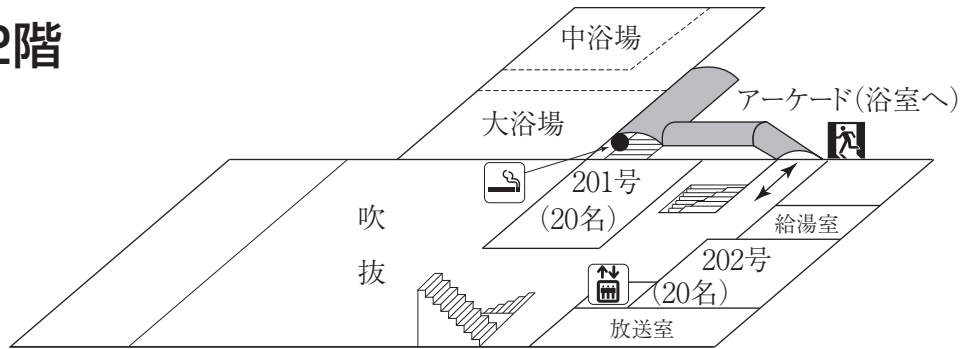 2階
中浴場
アーケード(浴室へ)
大浴場
201号
(20名)
吹
抜
給湯室
202号
(20名)
放送室